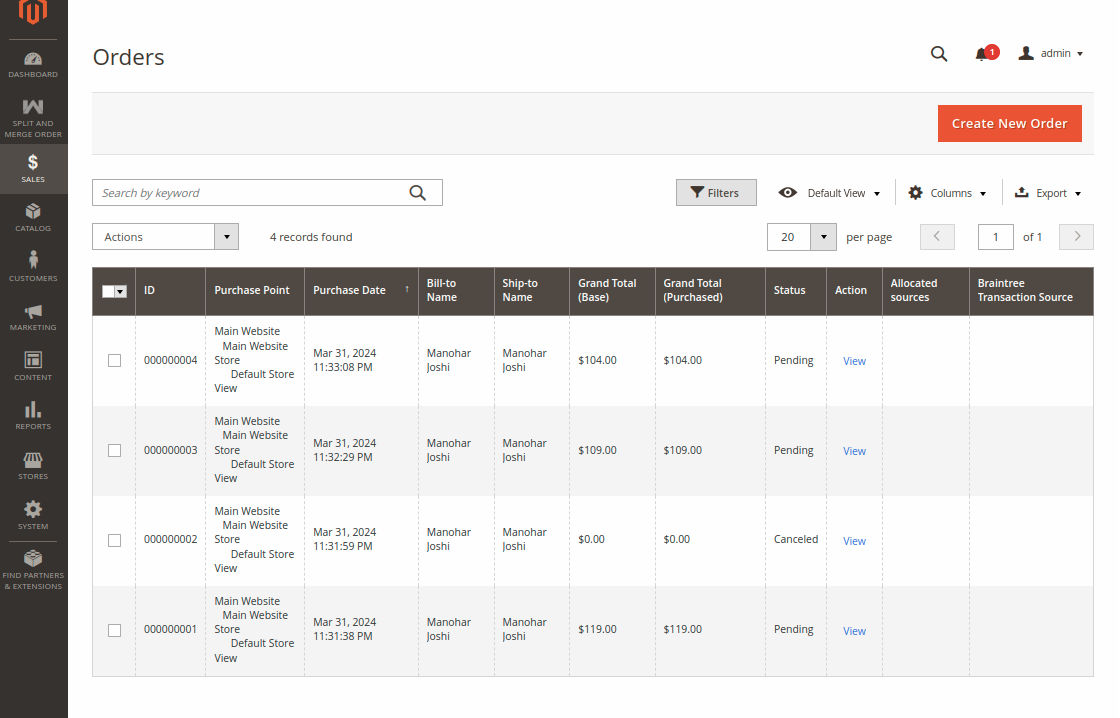 Orders
1
admin
DASHBOARD
SPLIT AND
MERGE ORDER
SALES
CATALOG
CUSTOMERS
MARKETING
CONTENT
REPORTS
STORES
SYSTEM
FIND PARTNERS
& EXTENSIONS
Create New Order
Search by keyword
Filters
Default View
Columns
Export
Actions
4 records found
20
per page
1
of 1
ID
Purchase Point
Purchase Date ↑
Bill-to
Name
Ship-to
Name
Grand Total
(Base)
Grand Total
(Purchased)
Status
Action
Allocated
sources
Braintree
Transaction Source
000000004
Main Website
Main Website
Store
Default Store
View
Mar 31, 2024
11:33:08 PM
Manohar
Joshi
Manohar
Joshi
$104.00
$104.00
Pending
View
000000003
Main Website
Main Website
Store
Default Store
View
Mar 31, 2024
11:32:29 PM
Manohar
Joshi
Manohar
Joshi
$109.00
$109.00
Pending
View
000000002
Main Website
Main Website
Store
Default Store
View
Mar 31, 2024
11:31:59 PM
Manohar
Joshi
Manohar
Joshi
$0.00
$0.00
Canceled
View
000000001
Main Website
Main Website
Store
Default Store
View
Mar 31, 2024
11:31:38 PM
Manohar
Joshi
Manohar
Joshi
$119.00
$119.00
Pending
View